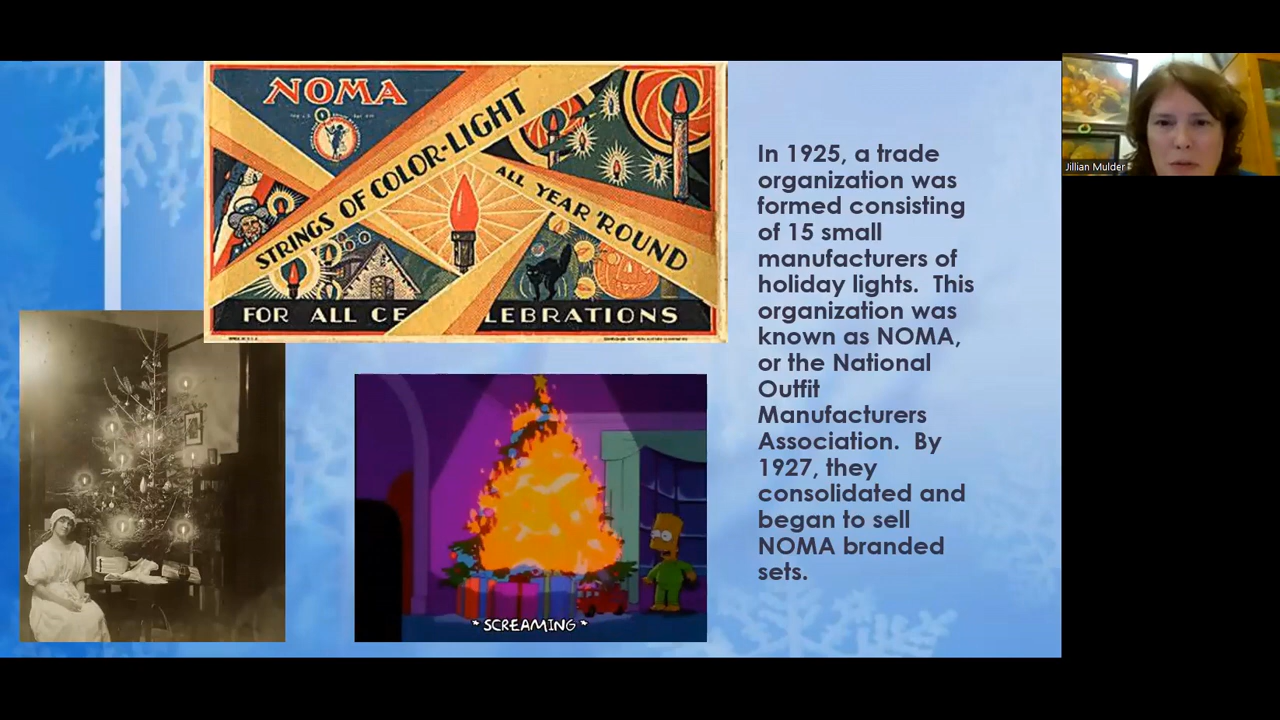 NOMA
STRINGS OF COLOR-LIGHT
ALL YEAR 'ROUND
FOR ALL CELEBRATIONS
In 1925, a trade
organization was
formed consisting
of 15 small
manufacturers of
holiday lights.  This
organization was
known as NOMA,
or the National
Outfit
Manufacturers
Association.  By
1927, they
consolidated and
began to sell
NOMA branded
sets.
*SCREAMING*
Jillian Mulder